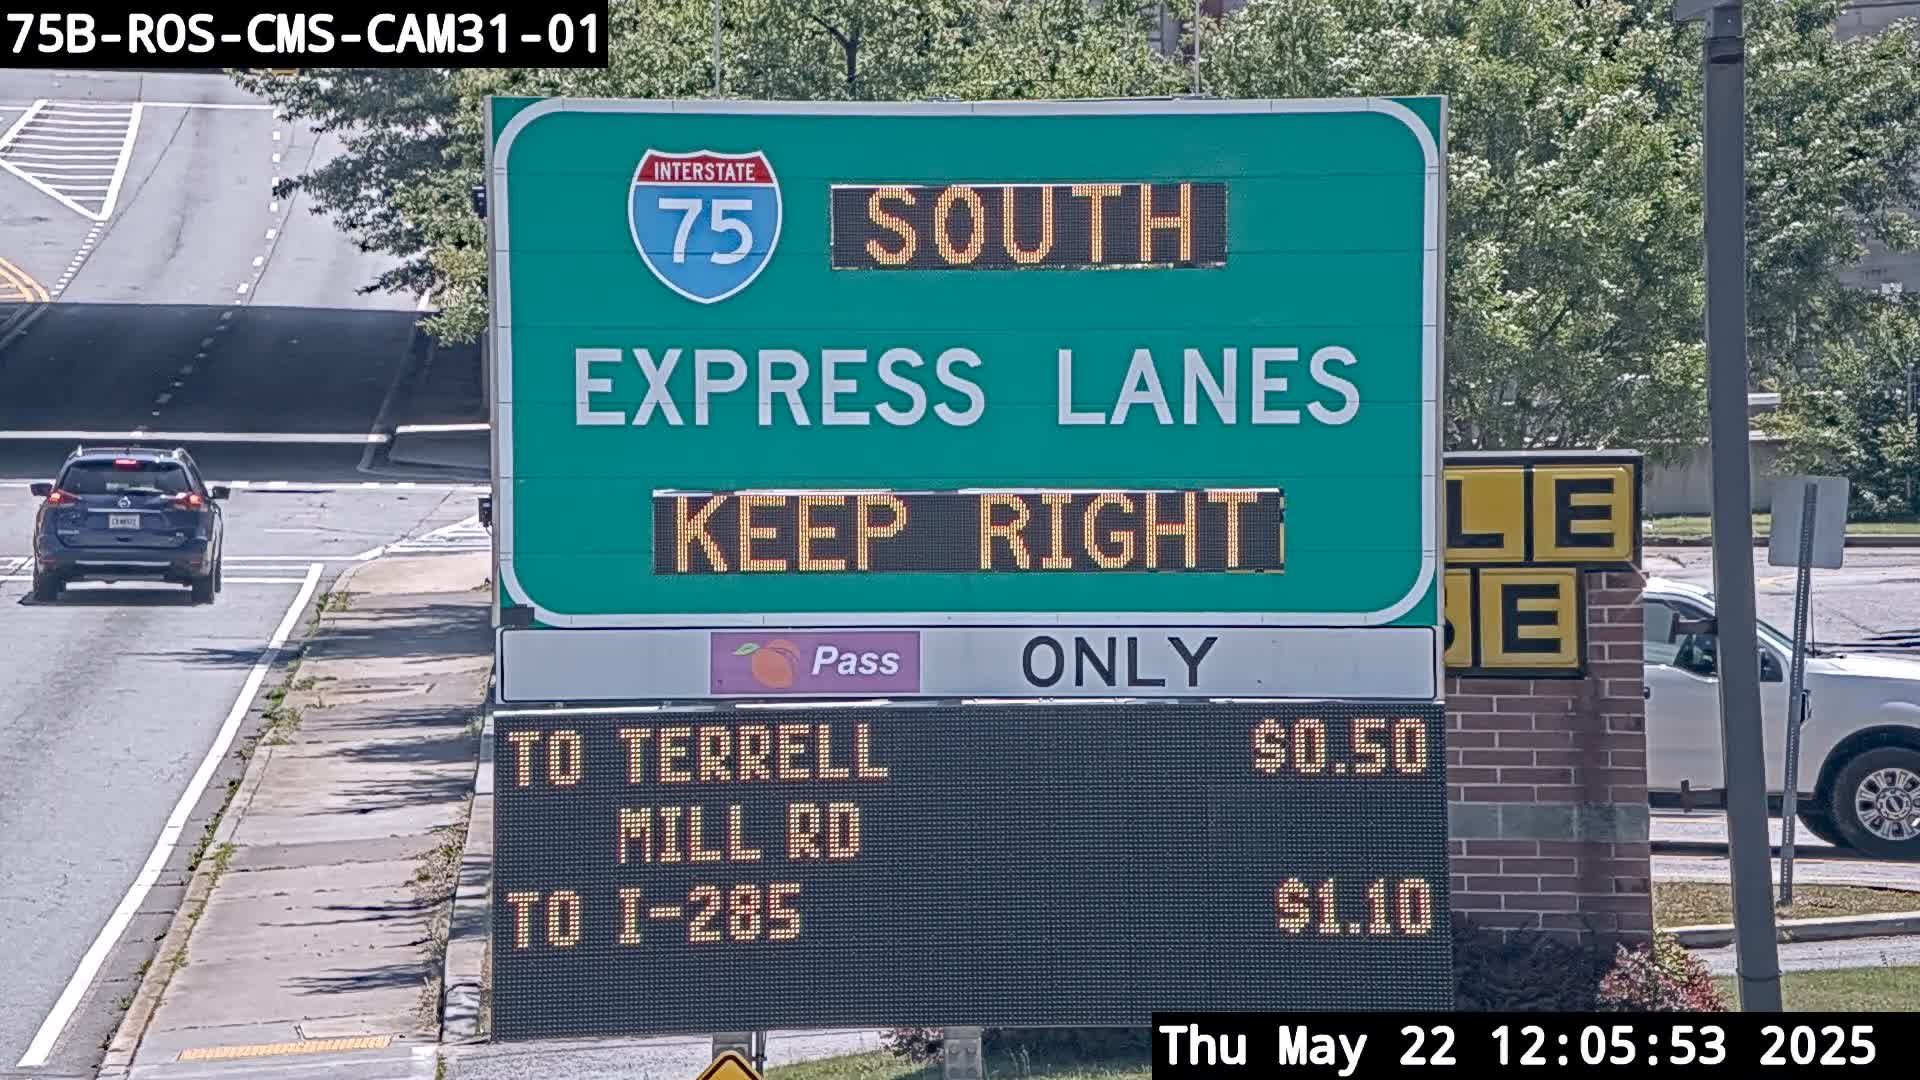 75B-ROS-CMS-CAM31-01
INTERSTATE
75
SOUTH
EXPRESS LANES
KEEP RIGHT
Pass ONLY
TO TERRELL $0.50
MILL RD
TO I-285 $1.10
LE
E
Thu May 22 12:05:53 2025